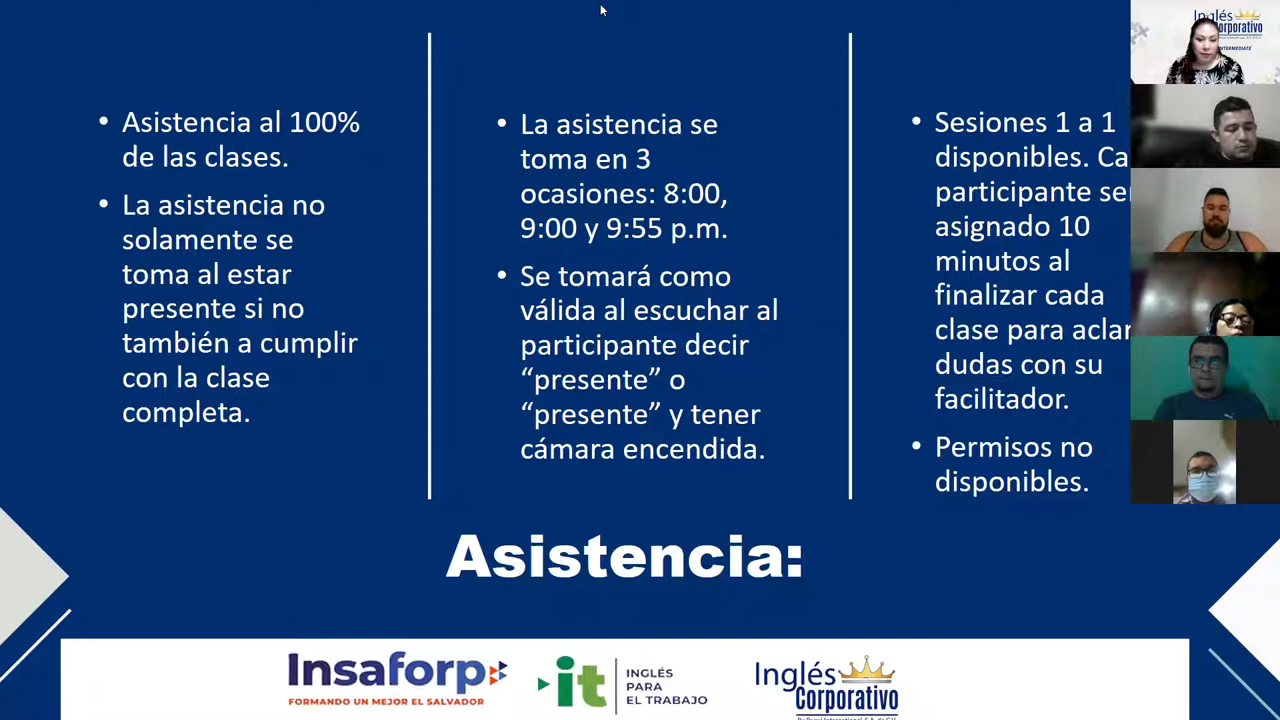 • Asistencia al 100%
de las clases.
• La asistencia no
solamente se
toma al estar
presente si no
también a cumplir
con la clase
completa.
• La asistencia se
toma en 3
ocasiones: 8:00,
9:00 y 9:55 p.m.
• Se tomará como
válida al escuchar al
participante decir
“presente” o
“presente” y tener
cámara encendida.
• Sesiones 1 a 1
disponibles. Ca
participante se
asignado 10
minutos al
finalizar cada
clase para aclar
dudas con su
facilitador.
• Permisos no
disponibles.
Asistencia:
Insaforp
FORMANDO UN MEJOR EL SALVADOR
it
INGLÉS
PARA
EL TRABAJO
Inglés
Corporativo
Inglés
Corporativo
INTERMEDIATE